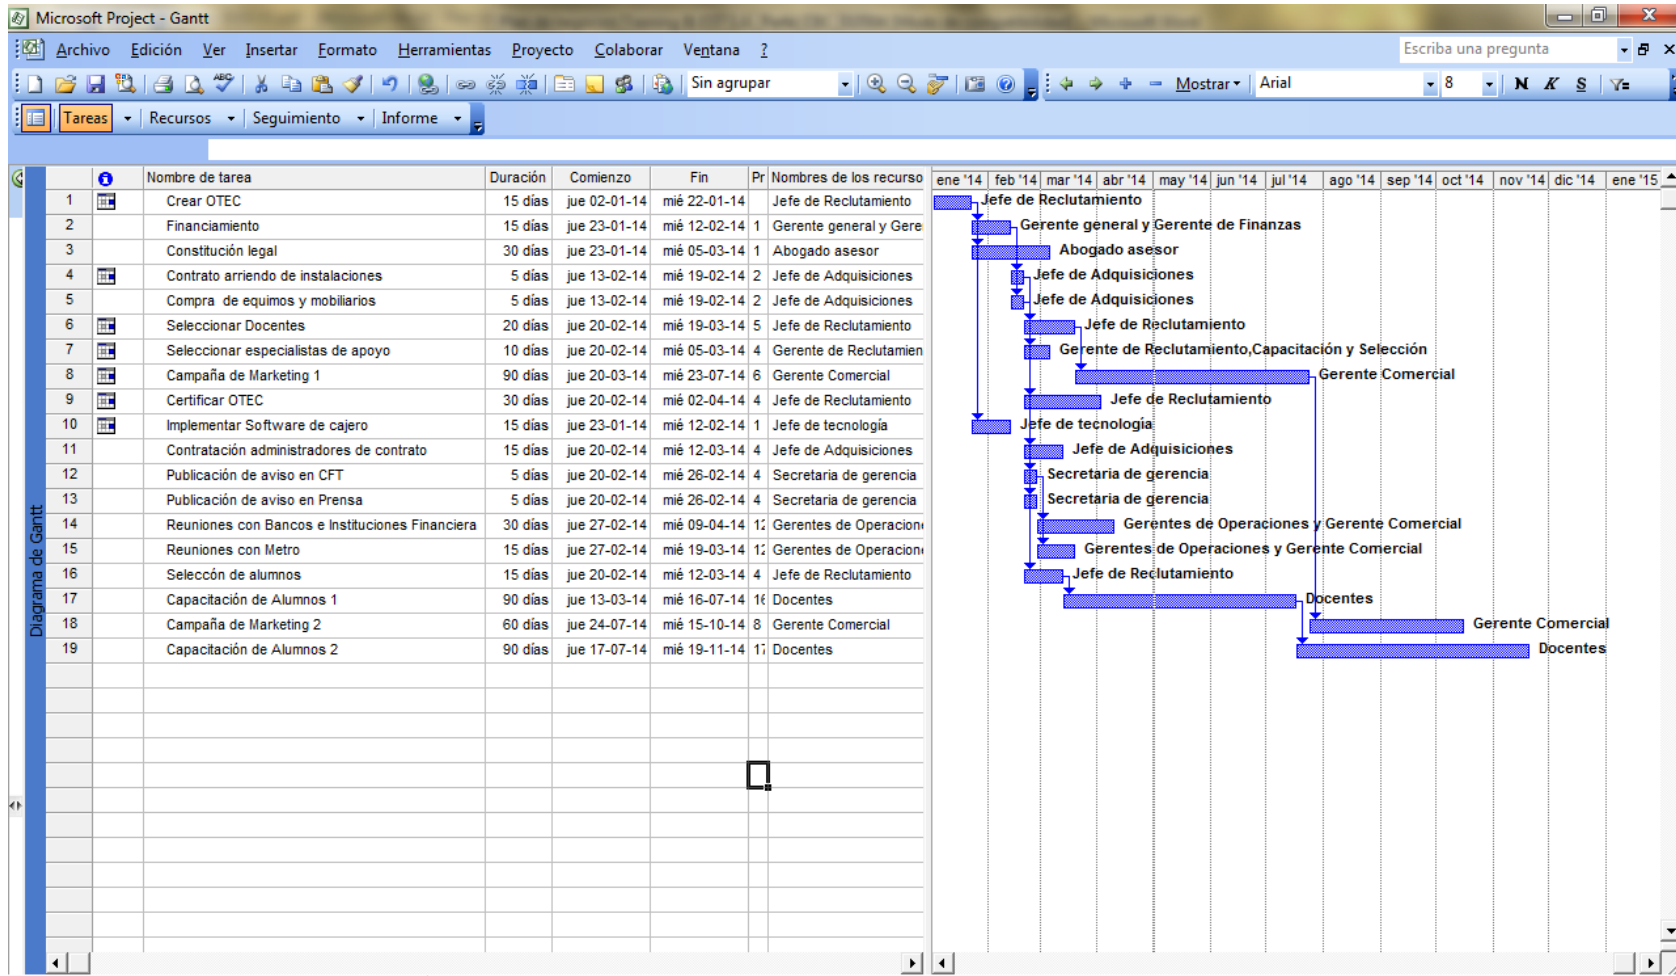 Microsoft Project - Gantt
Archivo Edición Ver Insertar Formato Herramientas Proyecto Colaborar Ventana ? Escriba una pregunta
Sin agrupar Mostrar Arial 8 N K S
Tareas Recursos Seguimiento Informe
Nombre de tarea Duración Comienzo Fin Pr Nombres de los recurso ene '14 feb '14 mar '14 abr '14 may '14 jun '14 jul '14 ago '14 sep '14 oct '14 nov '14 dic '14 ene '15
1 Crear OTEC 15 días jue 02-01-14 mié 22-01-14 Jefe de Reclutamiento Jefe de Reclutamiento
2 Financiamiento 15 días jue 23-01-14 mié 12-02-14 1 Gerente general y Gere Gerente general y Gerente de Finanzas
3 Constitución legal 30 días jue 23-01-14 mié 05-03-14 1 Abogado asesor Abogado asesor
4 Contrato arriendo de instalaciones 5 días jue 13-02-14 mié 19-02-14 2 Jefe de Adquisiciones Jefe de Adquisiciones
5 Compra de equimos y mobiliarios 5 días jue 13-02-14 mié 19-02-14 2 Jefe de Adquisiciones Jefe de Adquisiciones
6 Seleccionar Docentes 20 días jue 20-02-14 mié 19-03-14 5 Jefe de Reclutamiento Jefe de Reclutamiento
7 Seleccionar especialistas de apoyo 10 días jue 20-02-14 mié 05-03-14 4 Gerente de Reclutamien Gerente de Reclutamiento,Capacitación y Selección
8 Campaña de Marketing 1 90 días jue 20-03-14 mié 23-07-14 6 Gerente Comercial Gerente Comercial
9 Certificar OTEC 30 días jue 20-02-14 mié 02-04-14 4 Jefe de Reclutamiento Jefe de Reclutamiento
10 Implementar Software de cajero 15 días jue 23-01-14 mié 12-02-14 1 Jefe de tecnología Jefe de tecnología
11 Contratación administradores de contrato 15 días jue 20-02-14 mié 12-03-14 4 Jefe de Adquisiciones Jefe de Adquisiciones
12 Publicación de aviso en CFT 5 días jue 20-02-14 mié 26-02-14 4 Secretaria de gerencia Secretaria de gerencia
13 Publicación de aviso en Prensa 5 días jue 20-02-14 mié 26-02-14 4 Secretaria de gerencia Secretaria de gerencia
14 Reuniones con Bancos e Instituciones Financiera 30 días jue 27-02-14 mié 09-04-14 12 Gerentes de Operacion Gerentes de Operaciones y Gerente Comercial
15 Reuniones con Metro 15 días jue 27-02-14 mié 19-03-14 12 Gerentes de Operacion Gerentes de Operaciones y Gerente Comercial
16 Seleccón de alumnos 15 días jue 20-02-14 mié 12-03-14 4 Jefe de Reclutamiento Jefe de Reclutamiento
17 Capacitación de Alumnos 1 90 días jue 13-03-14 mié 16-07-14 16 Docentes Docentes
18 Campaña de Marketing 2 60 días jue 24-07-14 mié 15-10-14 8 Gerente Comercial Gerente Comercial
19 Capacitación de Alumnos 2 90 días jue 17-07-14 mié 19-11-14 17 Docentes Docentes
Diagrama de Gantt